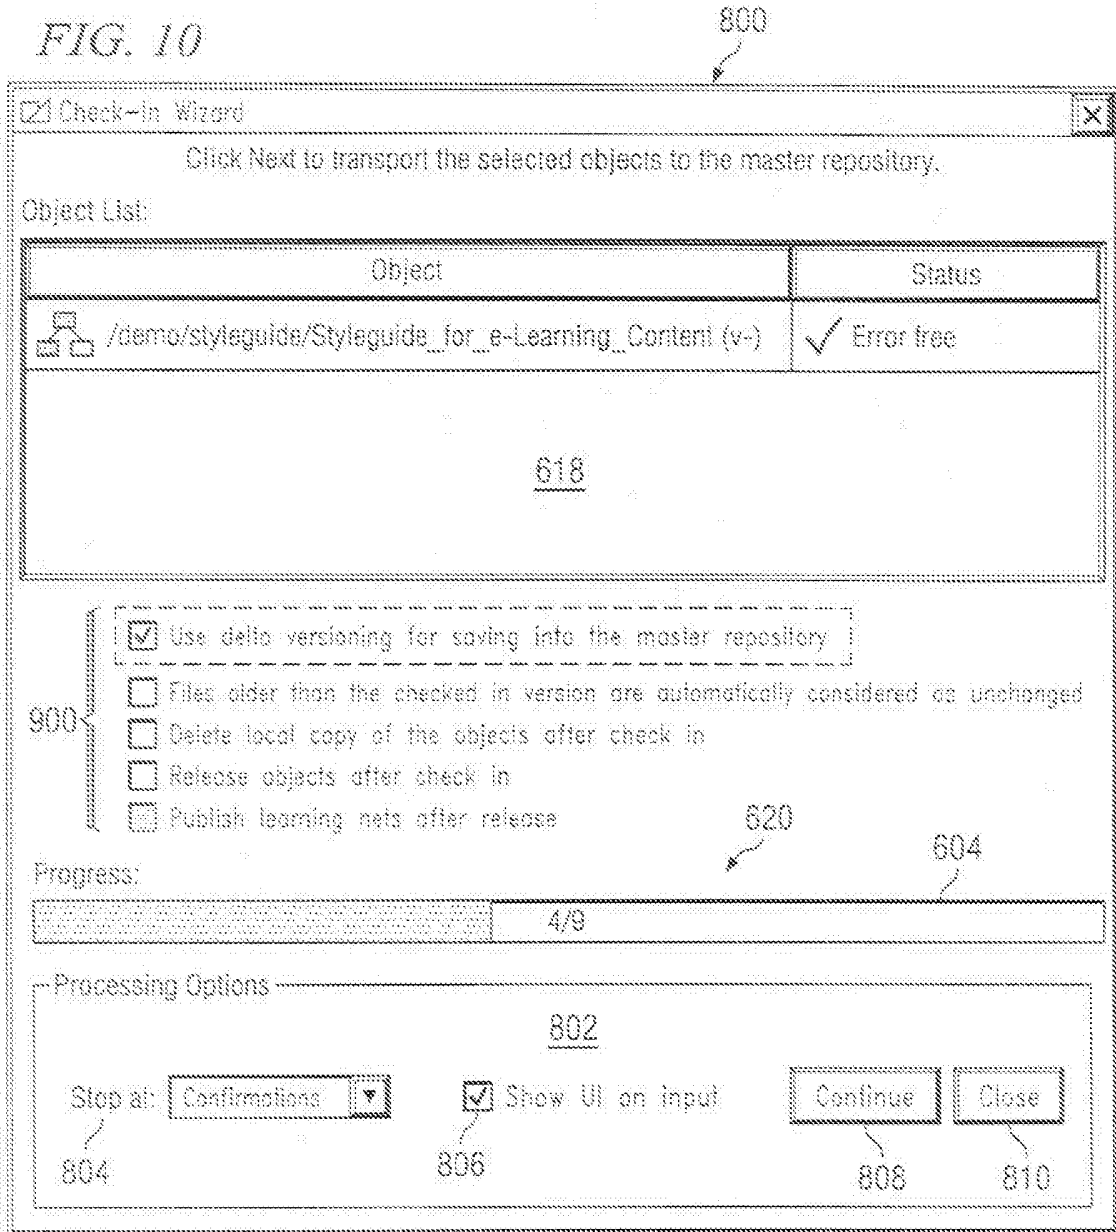 FIG. 10
800
Check-In Wizard
Click Next to transport the selected objects to the master repository.
Object List:
Object Status
/demo/styleguide/Styleguide_for_e-Learning_Content (v-) Error free
618
Use delta versioning for saving into the master repository
Files older than the checked in version are automatically considered as unchanged
900
Delete local copy of the objects after check in
Release objects after check in
Publish learning nets after release
620
604
Progress:
4/9
Processing Options
802
Stop at: Confirmations Show UI on input Continue Close
804 806 808 810